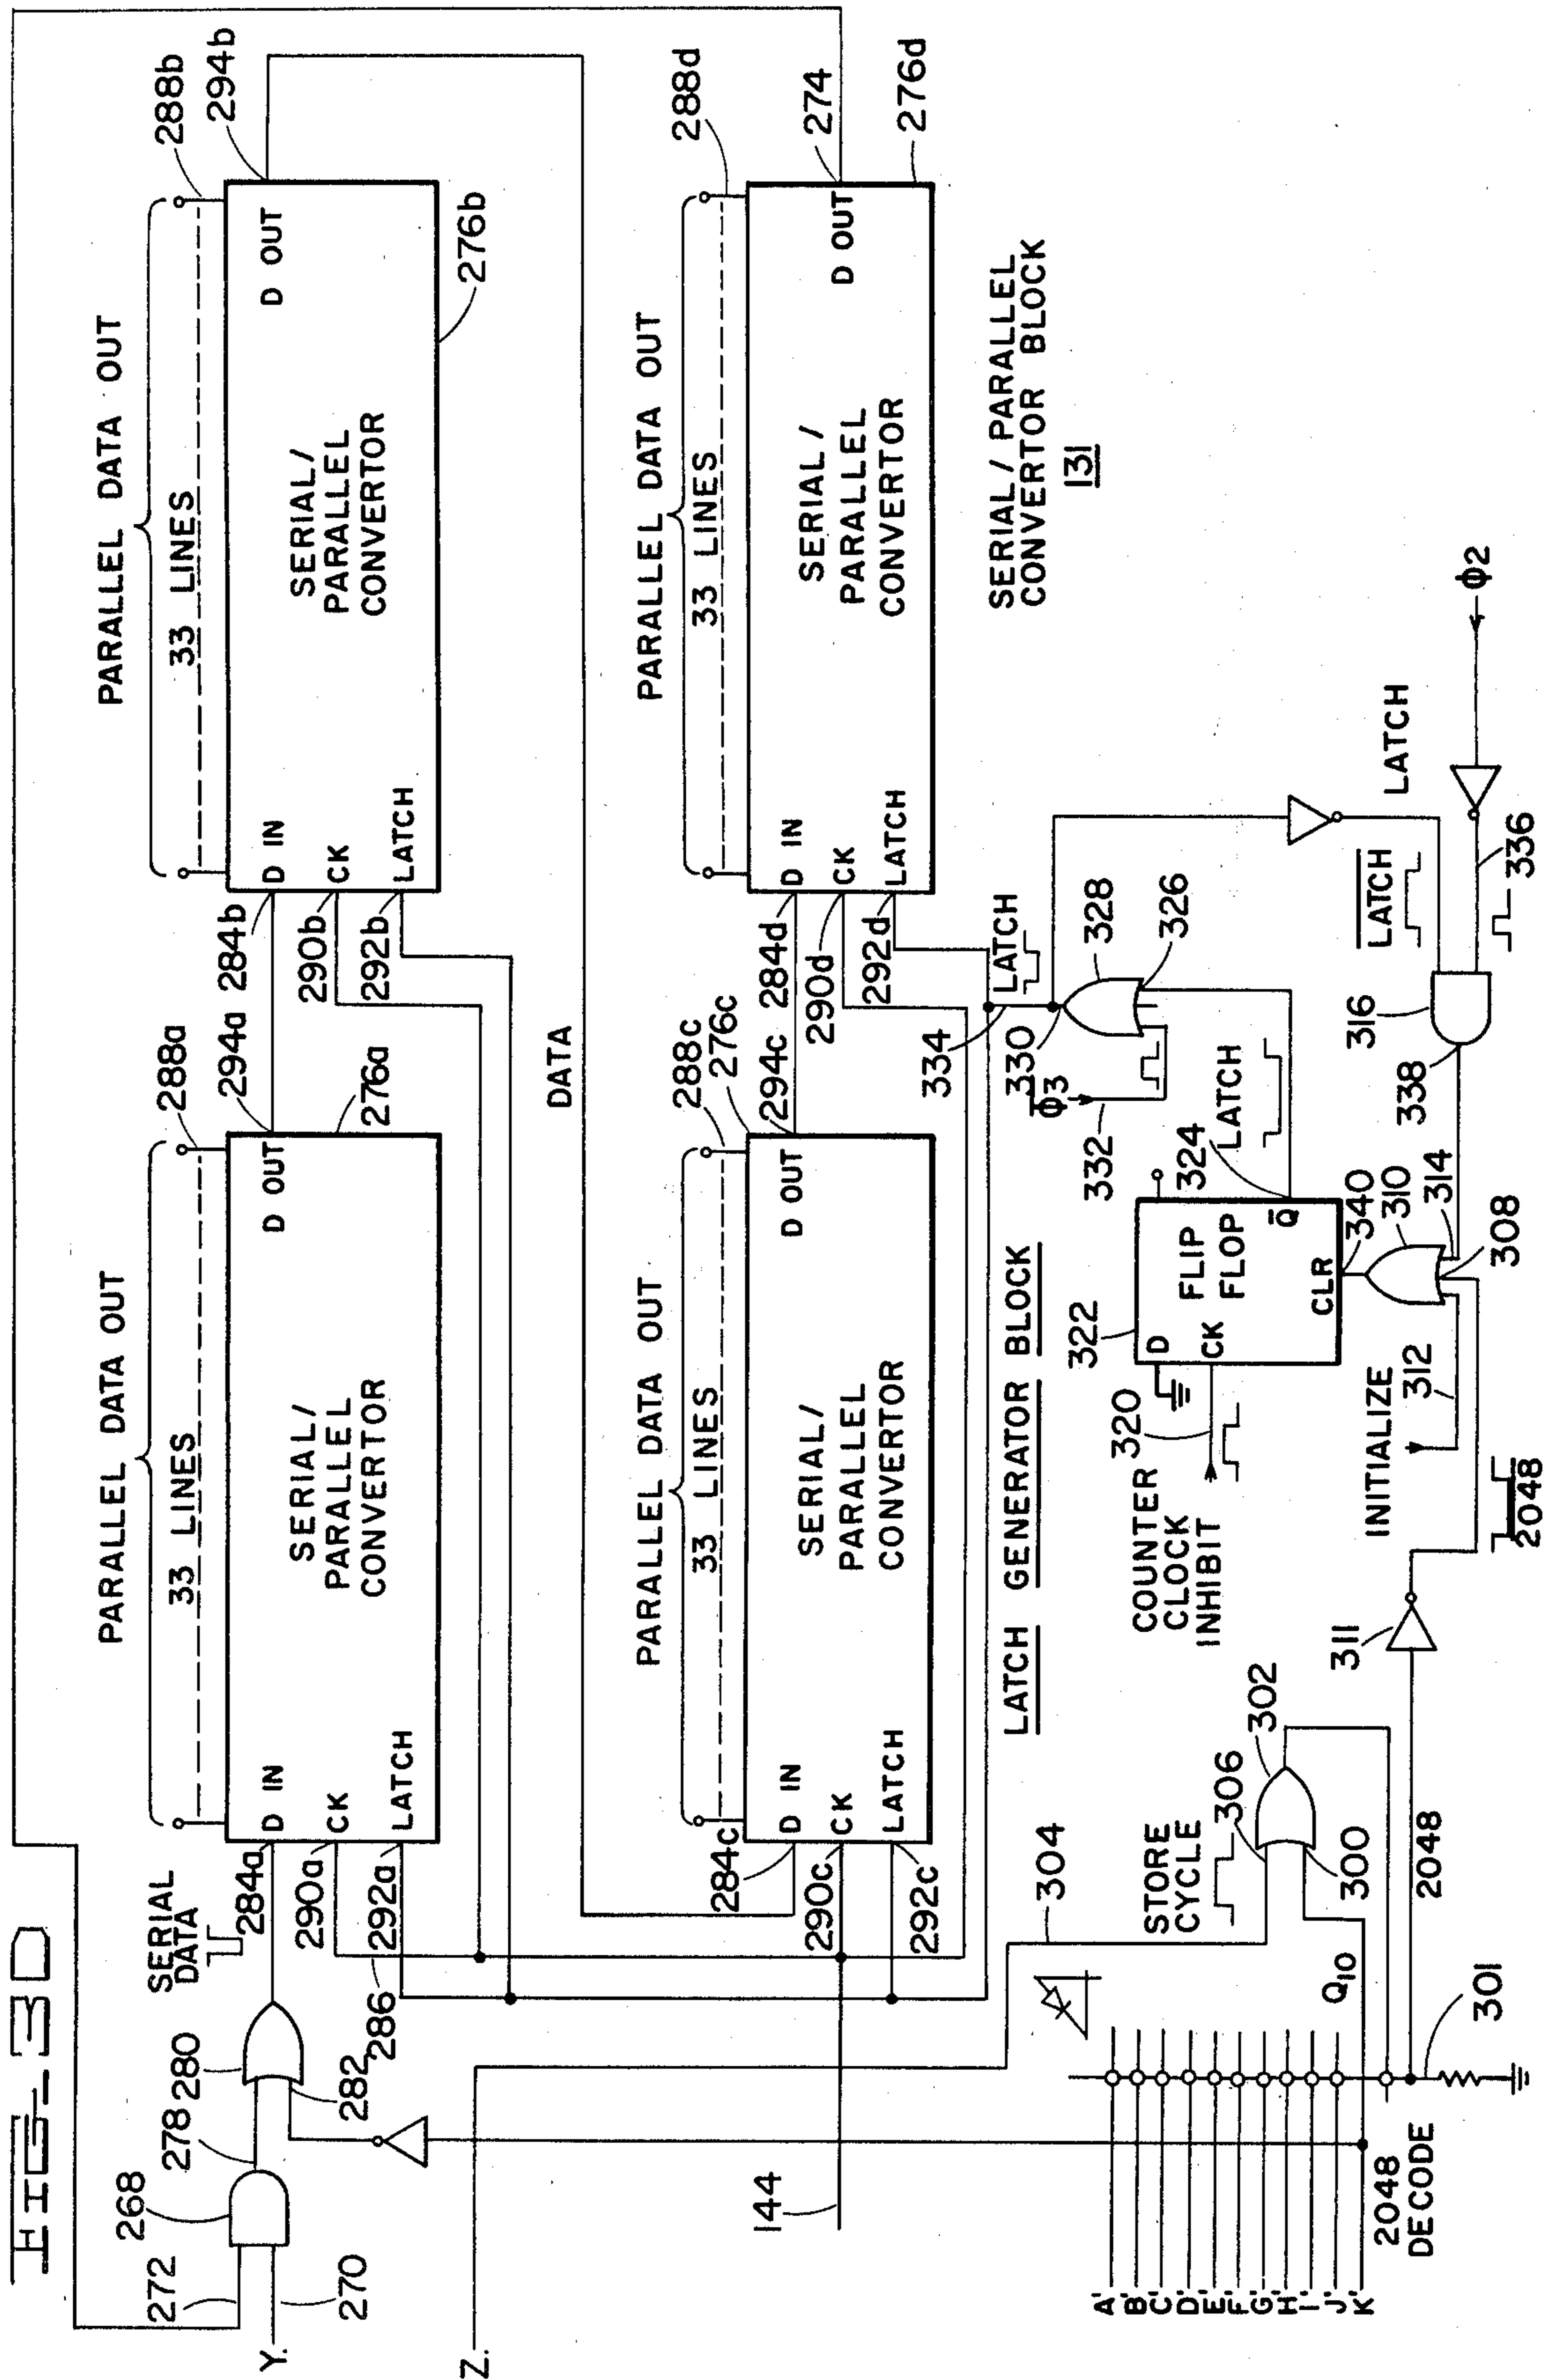 FIG_3D
PARALLEL DATA OUT
33 LINES
288a
294a
SERIAL DATA
284a
D IN
290a
CK
292a
LATCH
SERIAL/
PARALLEL
CONVERTOR
D OUT
276a
PARALLEL DATA OUT
33 LINES
288b
294b
284b
D IN
290b
CK
292b
LATCH
SERIAL/
PARALLEL
CONVERTOR
D OUT
276b
272
268
278
280
282
286
270
Y.
Z.
144
DATA
PARALLEL DATA OUT
33 LINES
288c
276c
294c
284c
D IN
290c
CK
292c
LATCH
SERIAL/
PARALLEL
CONVERTOR
D OUT
PARALLEL DATA OUT
33 LINES
288d
274
276d
284d
D IN
290d
CK
292d
LATCH
SERIAL/
PARALLEL
CONVERTOR
D OUT
SERIAL/PARALLEL
CONVERTOR BLOCK
131
LATCH GENERATOR BLOCK
304
STORE
CYCLE
306
302
300
A'
B'
C'
D'
E'
F'
G'
H'
I'
J'
K'
Q10
2048
DECODE
301
2048
311
2048
COUNTER
CLOCK
INHIBIT
320
322
D
CK
FLIP
FLOP
Q̅
CLR
324
340
INITIALIZE
312
310
314
308
LATCH
332
Φ̅3
330
334
LATCH
328
326
338
316
LATCH
336
LATCH
Φ2